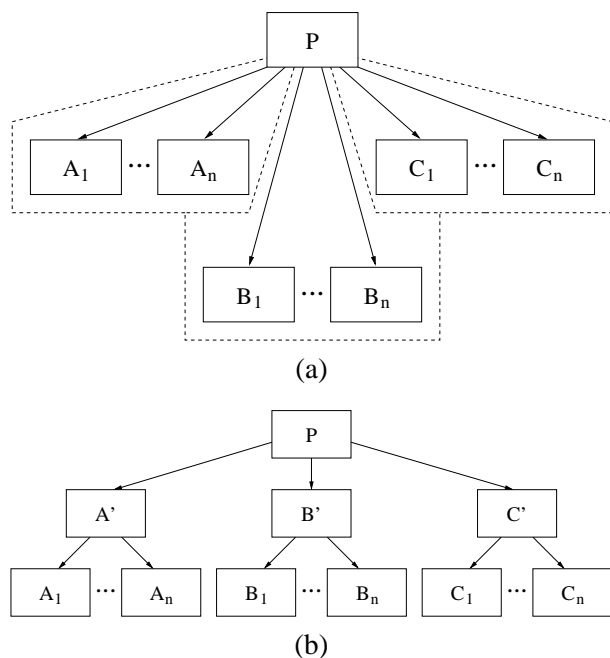 P
A₁ ... Aₙ C₁ ... Cₙ
B₁ ... Bₙ
(a)
P
A' B' C'
A₁ ... Aₙ B₁ ... Bₙ C₁ ... Cₙ
(b)